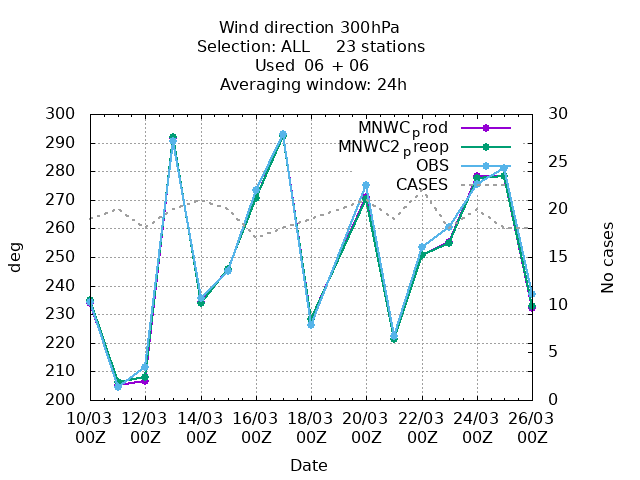 Wind direction 300hPa
Selection: ALL 23 stations
Used 06 + 06
Averaging window: 24h
300 30
MNWCprod
290
MNWC2preop
280 25
OBS
270
CASES
260 20
250 15
240
230 10
220 5
210
200 0
deg
No cases
10/03 12/03 14/03 16/03 18/03 20/03 22/03 24/03 26/03
00Z 00Z 00Z 00Z 00Z 00Z 00Z 00Z 00Z
Date